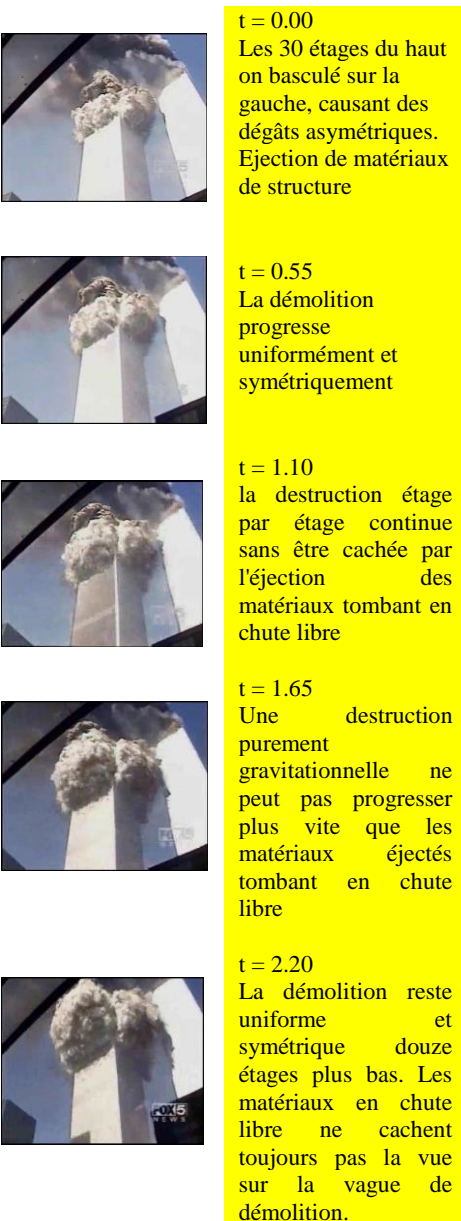 t = 0.00
Les 30 étages du haut
on basculé sur la
gauche, causant des
dégâts asymétriques.
Ejection de matériaux
de structure
t = 0.55
La démolition
progresse
uniformément et
symétriquement
t = 1.10
la destruction étage
par étage continue
sans être cachée par
l'éjection des
matériaux tombant en
chute libre
t = 1.65
Une destruction
purement
gravitationnelle ne
peut pas progresser
plus vite que les
matériaux éjectés
tombant en chute
libre
t = 2.20
La démolition reste
uniforme et
symétrique douze
étages plus bas. Les
matériaux en chute
libre ne cachent
toujours pas la vue
sur la vague de
démolition.
FOX 5
NEWS